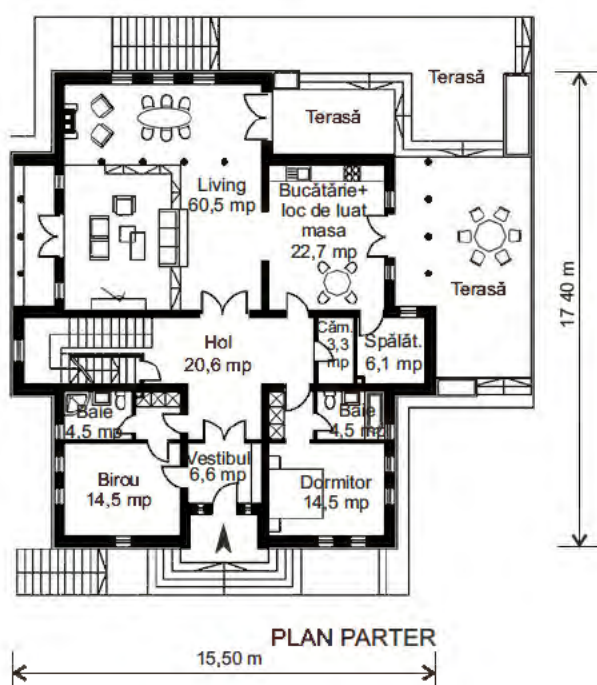 Terasă
Terasă
Living
60,5 mp
Bucătărie+
loc de luat
masa
22,7 mp
Terasă
Hol
20,6 mp
Căm.
3,3
mp
Spălăt.
6,1 mp
Baie
4,5 mp
Baie
4,5 mp
Vestibul
6,6 mp
Birou
14,5 mp
Dormitor
14,5 mp
17.40 m
PLAN PARTER
15,50 m